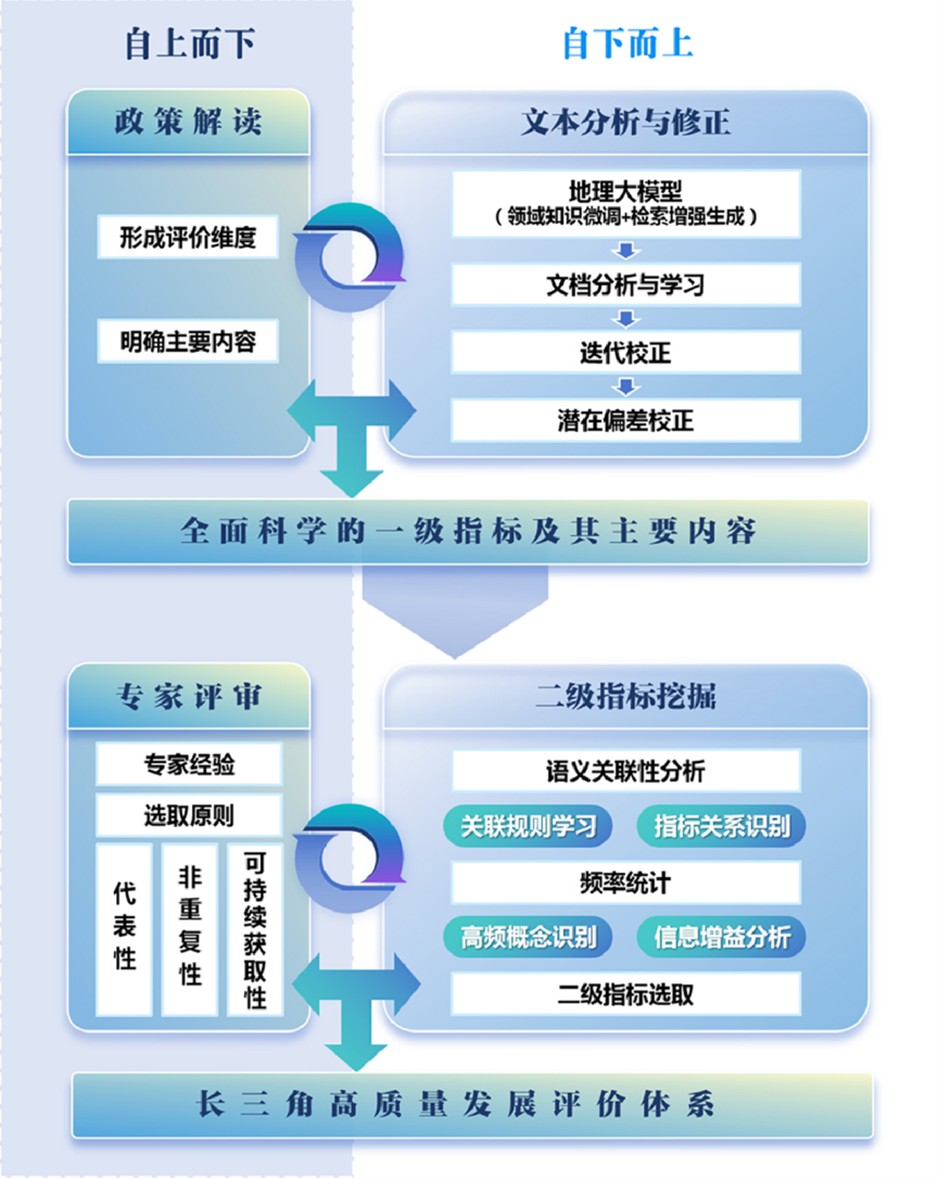 自上而下
自下而上
政策解读
形成评价维度
明确主要内容
文本分析与修正
地理大模型
（领域知识微调+检索增强生成）
文档分析与学习
迭代校正
潜在偏差校正
全面科学的一级指标及其主要内容
专家评审
专家经验
选取原则
代表性
非重复性
可持续获取性
二级指标挖掘
语义关联性分析
关联规则学习
指标关系识别
频率统计
高频概念识别
信息增益分析
二级指标选取
长三角高质量发展评价体系